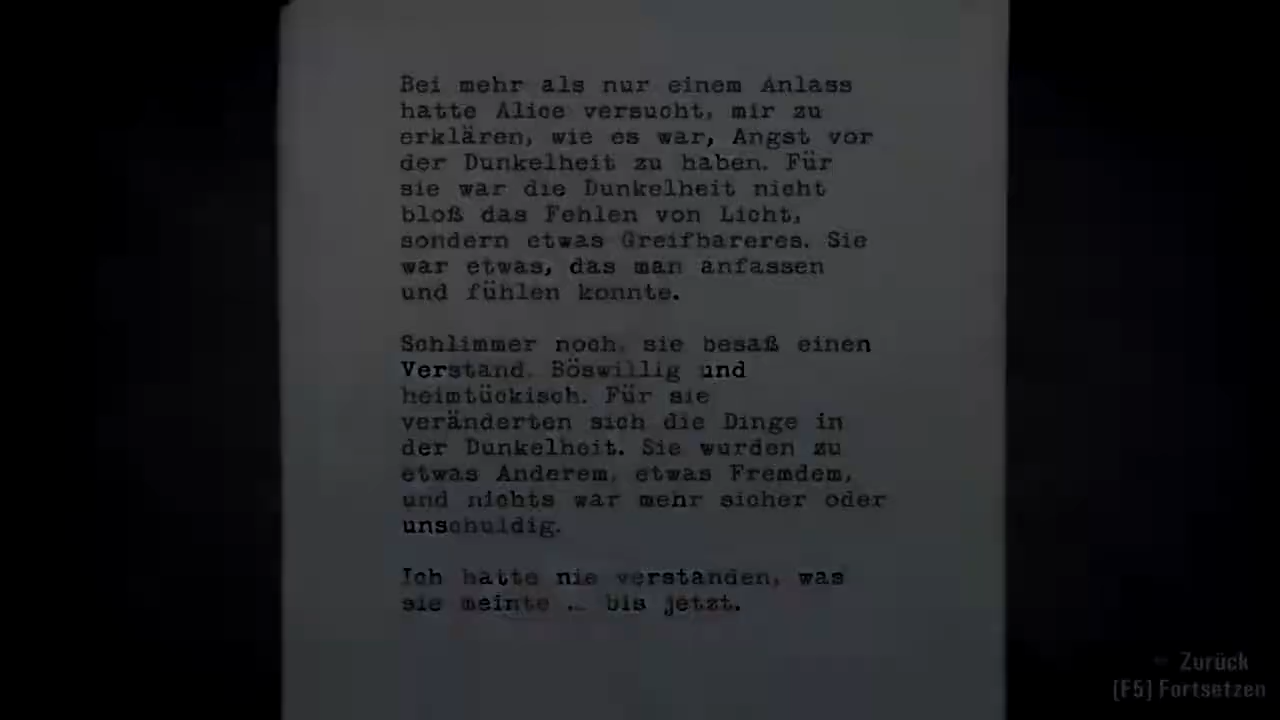 Bei mehr als nur einem Anlass
hatte Alice versucht, mir zu
erklären, wie es war, Angst vor
der Dunkelheit zu haben. Für
sie war die Dunkelheit nicht
bloß das Fehlen von Licht,
sondern etwas Greifbareres. Sie
war etwas, das man anfassen
und fühlen konnte.
Schlimmer noch, sie besaß einen
Verstand. Böswillig und
heimtückisch. Für sie
veränderten sich die Dinge in
der Dunkelheit. Sie wurden zu
etwas Anderem, etwas Fremdem,
und nichts war mehr sicher oder
unschuldig.
Ich hatte nie verstanden, was
sie meinte … bis jetzt.
← Zurück
[F5] Fortsetzen